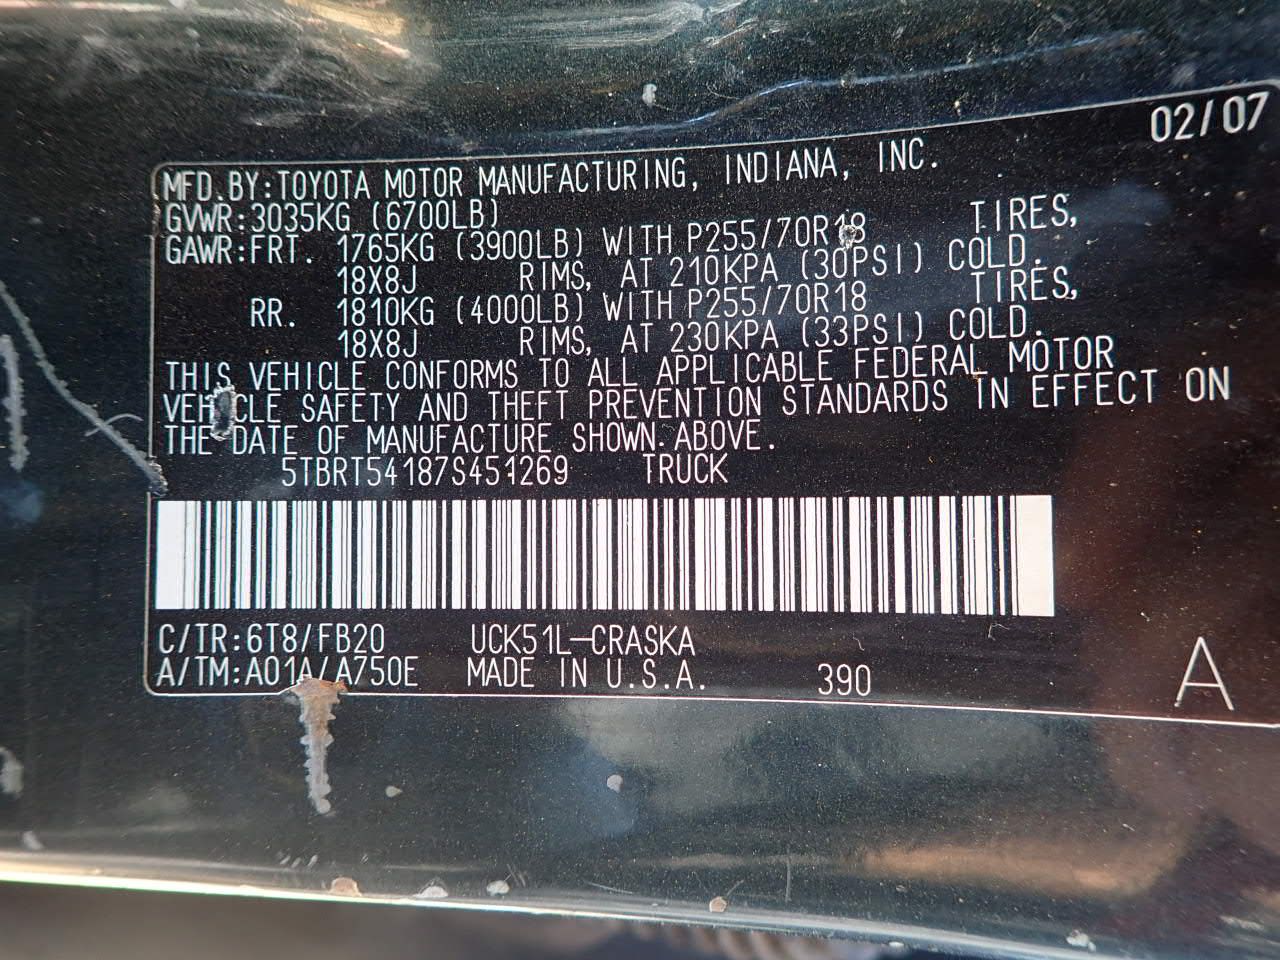 02/07
MFD.BY:TOYOTA MOTOR MANUFACTURING, INDIANA, INC.
GVWR:3035KG (6700LB)
GAWR:FRT. 1765KG (3900LB) WITH P255/70R18 TIRES,
18X8J RIMS, AT 210KPA (30PSI) COLD.
RR. 1810KG (4000LB) WITH P255/70R18 TIRES,
18X8J RIMS, AT 230KPA (33PSI) COLD.
THIS VEHICLE CONFORMS TO ALL APPLICABLE FEDERAL MOTOR
VEHICLE SAFETY AND THEFT PREVENTION STANDARDS IN EFFECT ON
THE DATE OF MANUFACTURE SHOWN ABOVE.
5TBRT54187S451269 TRUCK
C/TR:6T8/FB20 UCK51L-CRASKA
A/TM:A01A/A750E MADE IN U.S.A. 390
A